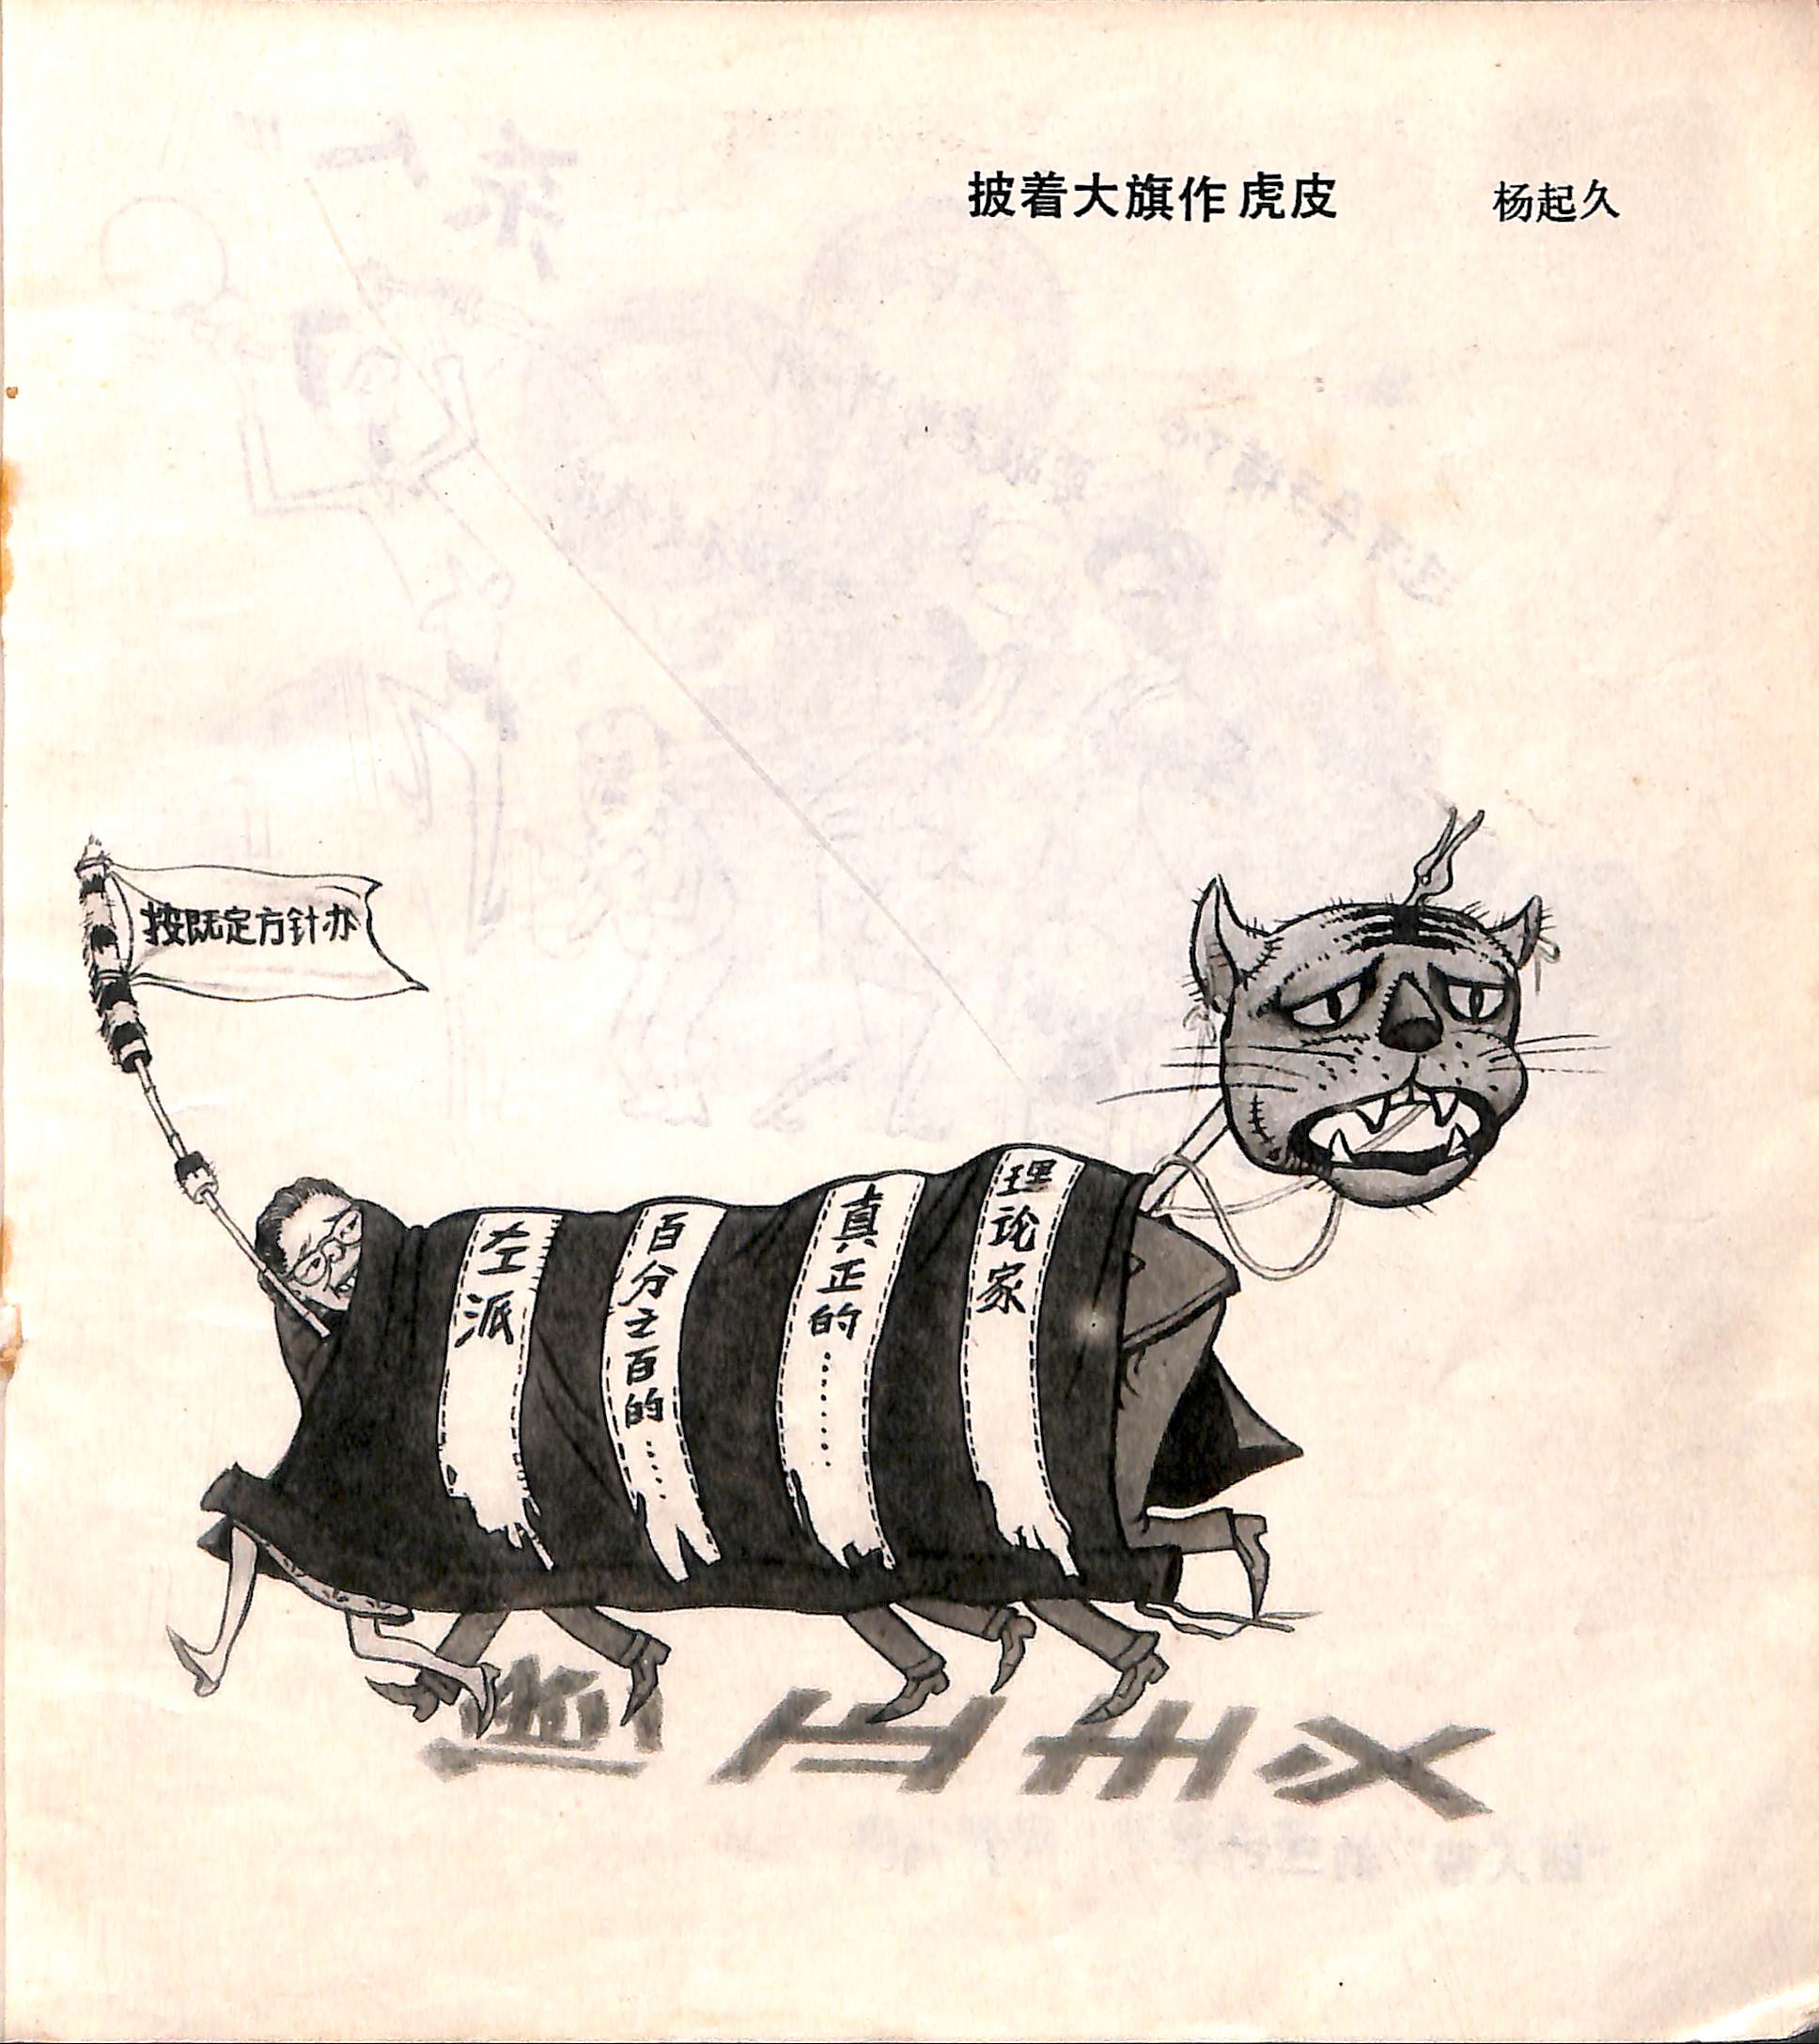 披着大旗作虎皮 杨起久
按既定方针办
左派
百分之百的……
真正的……
理论家